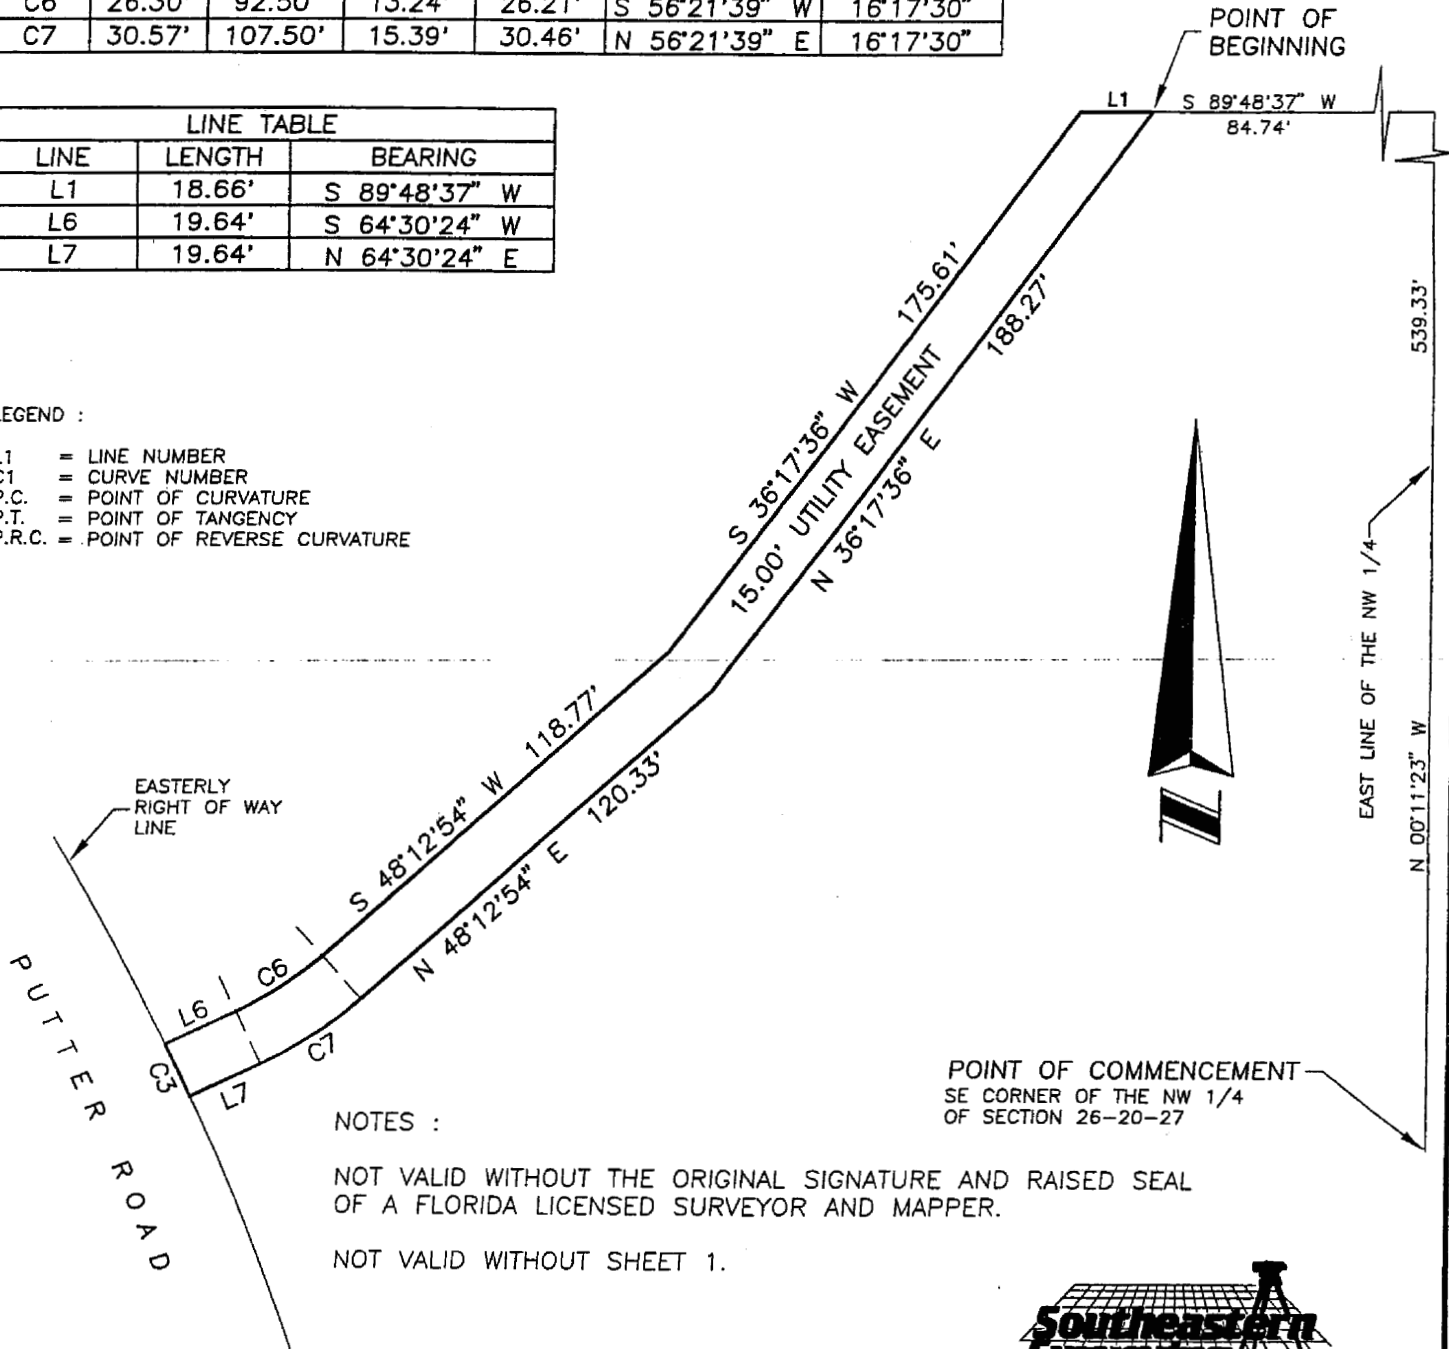 C6 26.30' 92.50' 13.24' 26.21' S 56°21'39" W 16°17'30"
C7 30.57' 107.50' 15.39' 30.46' N 56°21'39" E 16°17'30"
POINT OF
BEGINNING
L1 S 89°48'37" W
84.74'
LINE TABLE
LINE LENGTH BEARING
L1 18.66' S 89°48'37" W
L6 19.64' S 64°30'24" W
L7 19.64' N 64°30'24" E
175.61'
188.27'
539.33'
S 36°17'36" W
15.00' UTILITY EASEMENT
N 36°17'36" E
EGEND :
L1 = LINE NUMBER
C1 = CURVE NUMBER
P.C. = POINT OF CURVATURE
P.T. = POINT OF TANGENCY
P.R.C. = POINT OF REVERSE CURVATURE
EAST LINE OF THE NW 1/4
N 00°11'23" W
118.77'
S 48°12'54" W
120.33'
N 48°12'54" E
EASTERLY
RIGHT OF WAY
LINE
C6
L6
C3
L7
C7
PUTTER ROAD
POINT OF COMMENCEMENT
SE CORNER OF THE NW 1/4
OF SECTION 26-20-27
NOTES :
NOT VALID WITHOUT THE ORIGINAL SIGNATURE AND RAISED SEAL
OF A FLORIDA LICENSED SURVEYOR AND MAPPER.
NOT VALID WITHOUT SHEET 1.
Southeastern